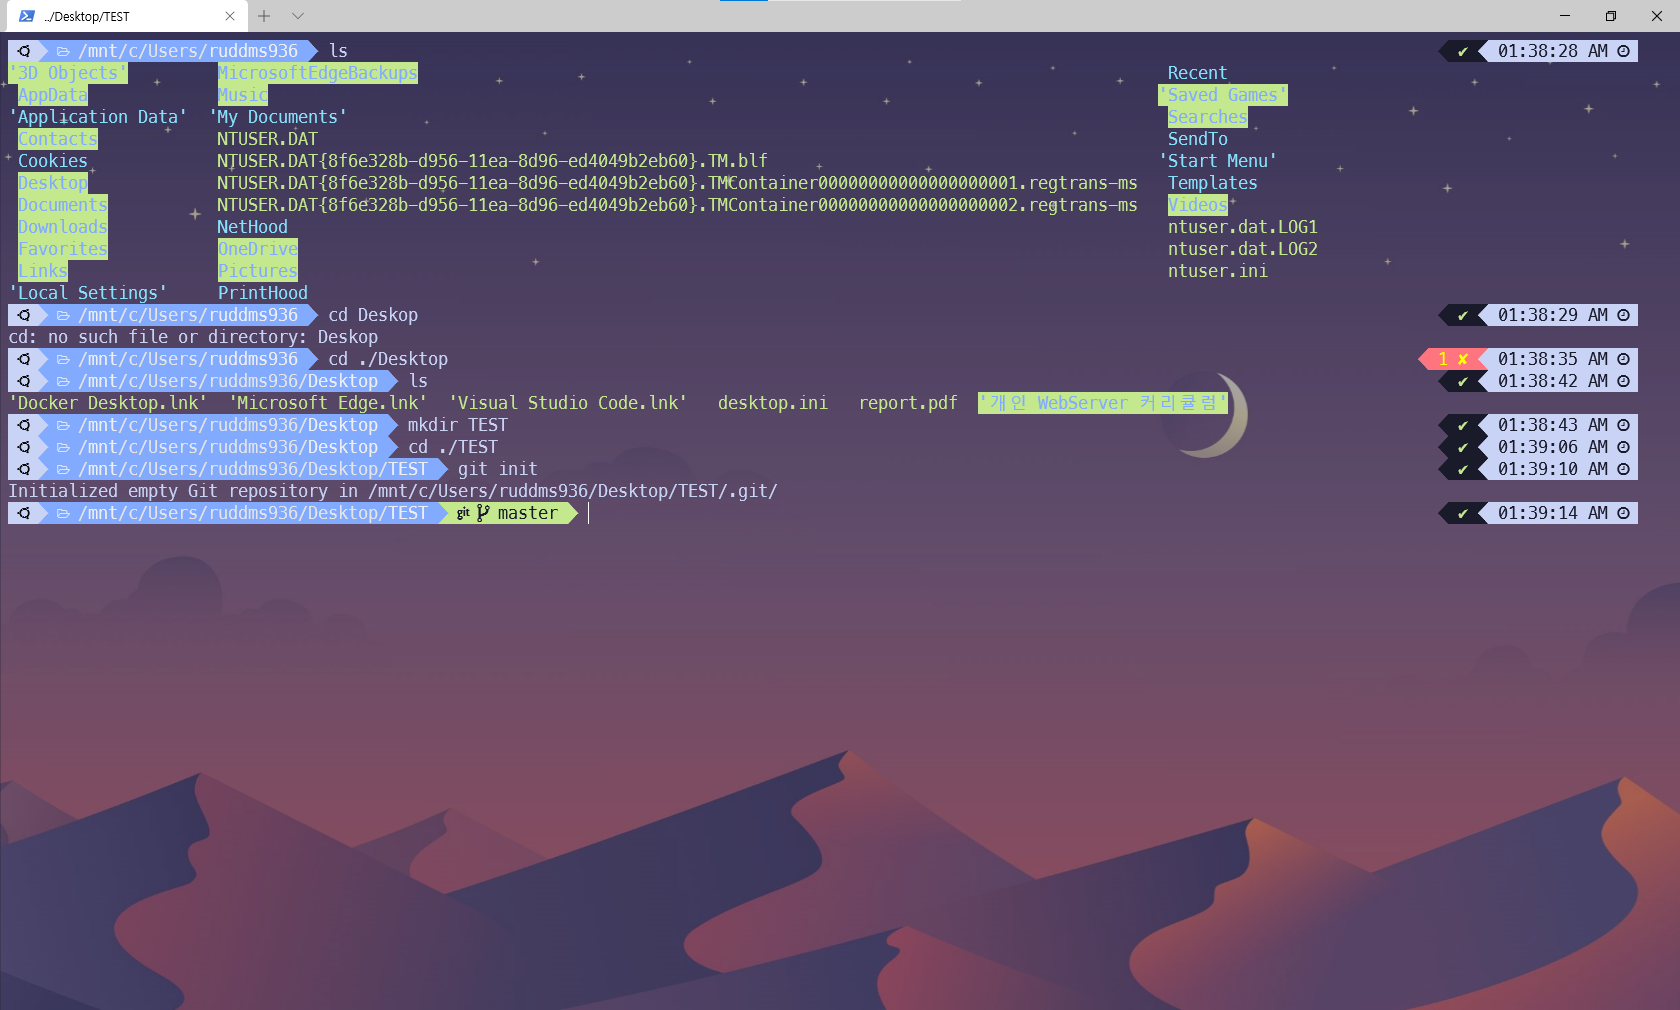 ../Desktop/TEST
/mnt/c/Users/ruddms936 ls ✔ 01:38:28 AM
'3D Objects' MicrosoftEdgeBackups Recent
AppData Music 'Saved Games'
'Application Data' 'My Documents' Searches
Contacts NTUSER.DAT SendTo
Cookies NTUSER.DAT{8f6e328b-d956-11ea-8d96-ed4049b2eb60}.TM.blf 'Start Menu'
Desktop NTUSER.DAT{8f6e328b-d956-11ea-8d96-ed4049b2eb60}.TMContainer00000000000000000001.regtrans-ms Templates
Documents NTUSER.DAT{8f6e328b-d956-11ea-8d96-ed4049b2eb60}.TMContainer00000000000000000002.regtrans-ms Videos
Downloads NetHood ntuser.dat.LOG1
Favorites OneDrive ntuser.dat.LOG2
Links Pictures ntuser.ini
'Local Settings' PrintHood
/mnt/c/Users/ruddms936 cd Deskop ✔ 01:38:29 AM
cd: no such file or directory: Deskop
/mnt/c/Users/ruddms936 cd ./Desktop 1 ✘ 01:38:35 AM
/mnt/c/Users/ruddms936/Desktop ls ✔ 01:38:42 AM
'Docker Desktop.lnk' 'Microsoft Edge.lnk' 'Visual Studio Code.lnk' desktop.ini report.pdf '개인 WebServer 커리큘럼'
/mnt/c/Users/ruddms936/Desktop mkdir TEST ✔ 01:38:43 AM
/mnt/c/Users/ruddms936/Desktop cd ./TEST ✔ 01:39:06 AM
/mnt/c/Users/ruddms936/Desktop/TEST git init ✔ 01:39:10 AM
Initialized empty Git repository in /mnt/c/Users/ruddms936/Desktop/TEST/.git/
/mnt/c/Users/ruddms936/Desktop/TEST git master ✔ 01:39:14 AM